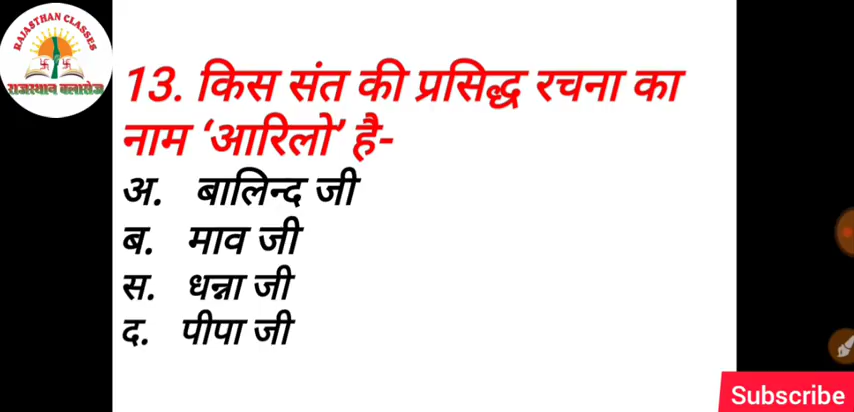 RAJASTHAN CLASSES
राजस्थान क्लासेज
13. किस संत की प्रसिद्ध रचना का
नाम ‘आरिलो’ है-
अ. बालिन्द जी
ब. माव जी
स. धन्ना जी
द. पीपा जी
Subscribe